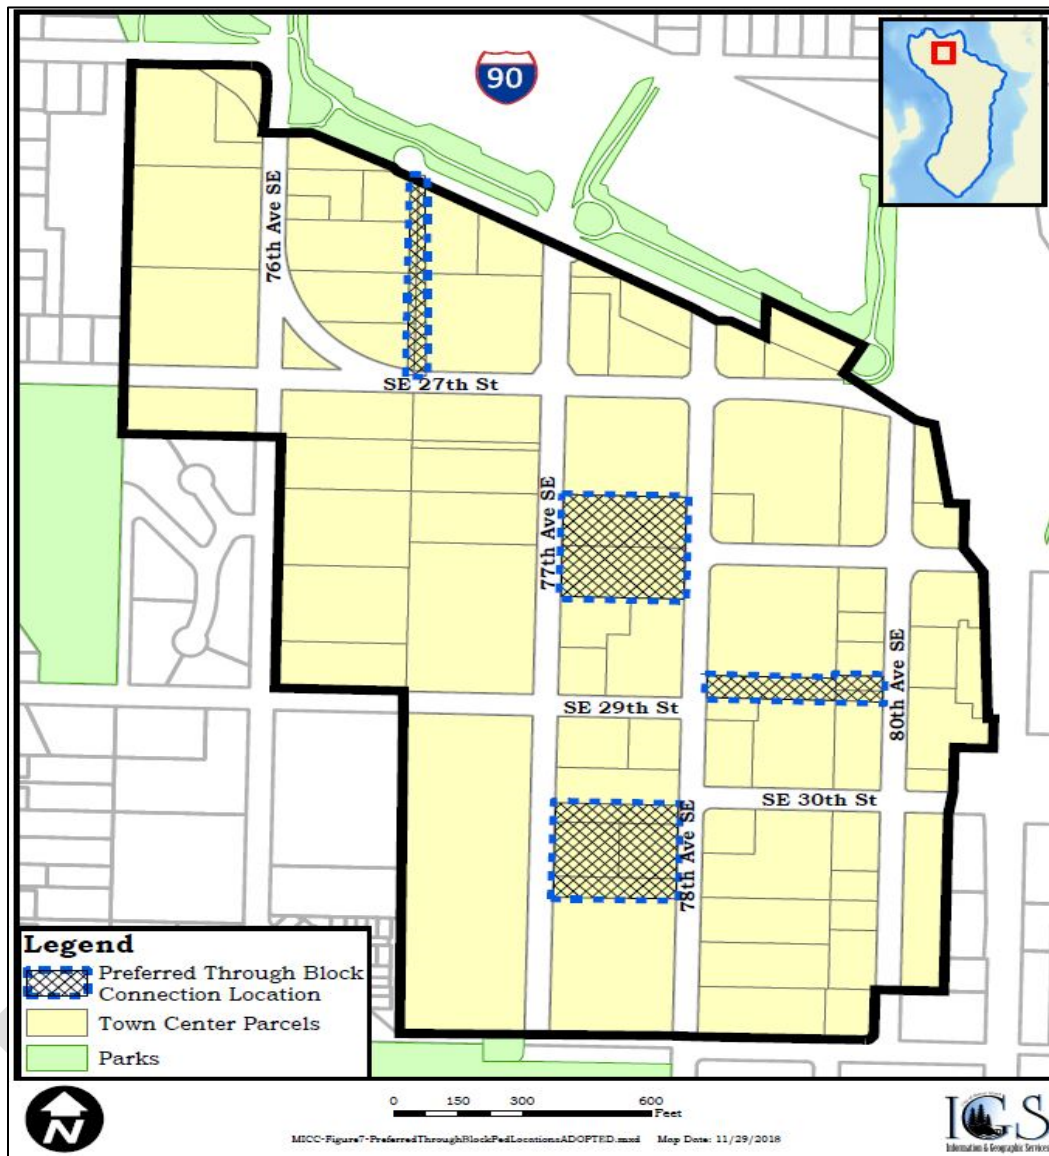 90
76th Ave SE
SE 27th St
77th Ave SE
SE 29th St
80th Ave SE
SE 30th St
78th Ave SE
Legend
Preferred Through Block
Connection Location
Town Center Parcels
Parks
N
0 150 300 600
Feet
MICC-Figure7-PreferredThroughBlockPedLocationsADOPTED.mxd Map Date: 11/29/2018
IGS
Information & Geographic Services